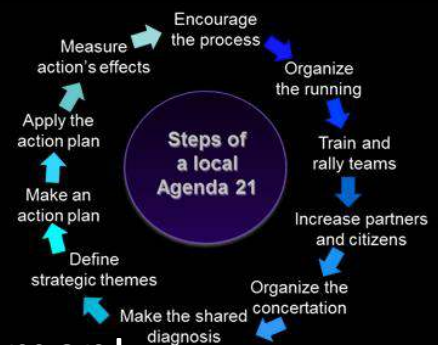 Encourage
the process
Organize
the running
Train and
rally teams
Increase partners
and citizens
Organize the
concertation
Make the shared
diagnosis
Define
strategic themes
Make an
action plan
Apply the
action plan
Measure
action's effects
Steps of
a local
Agenda 21